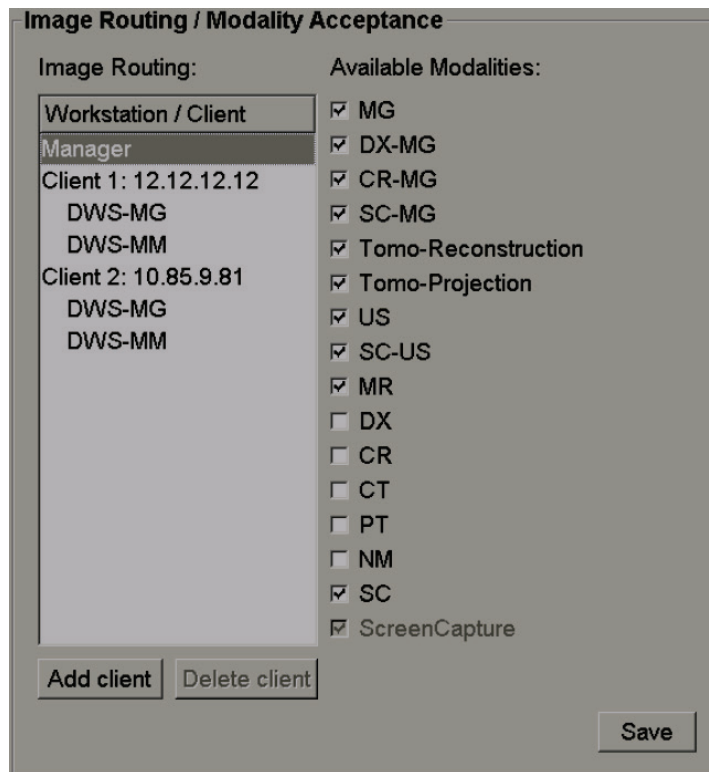 Image Routing / Modality Acceptance
Image Routing:
Workstation / Client
Manager
Client 1: 12.12.12.12
DWS-MG
DWS-MM
Client 2: 10.85.9.81
DWS-MG
DWS-MM
Add client
Delete client
Available Modalities:
MG
DX-MG
CR-MG
SC-MG
Tomo-Reconstruction
Tomo-Projection
US
SC-US
MR
DX
CR
CT
PT
NM
SC
ScreenCapture
Save